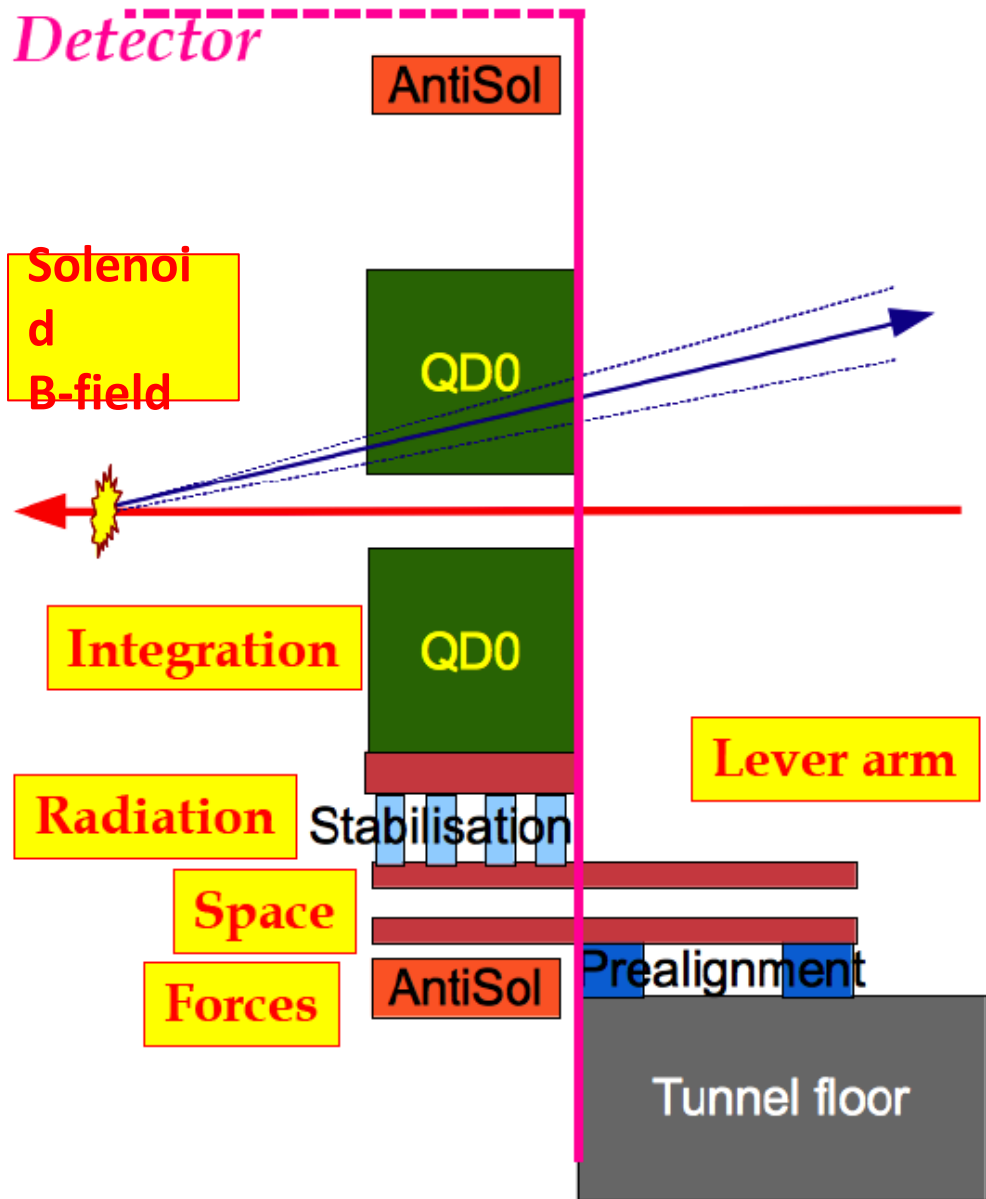 Detector
AntiSol
Solenoi
d
B-field
QD0
QD0
Integration
Lever arm
Radiation
Stabilisation
Space
Prealignment
AntiSol
Forces
Tunnel floor